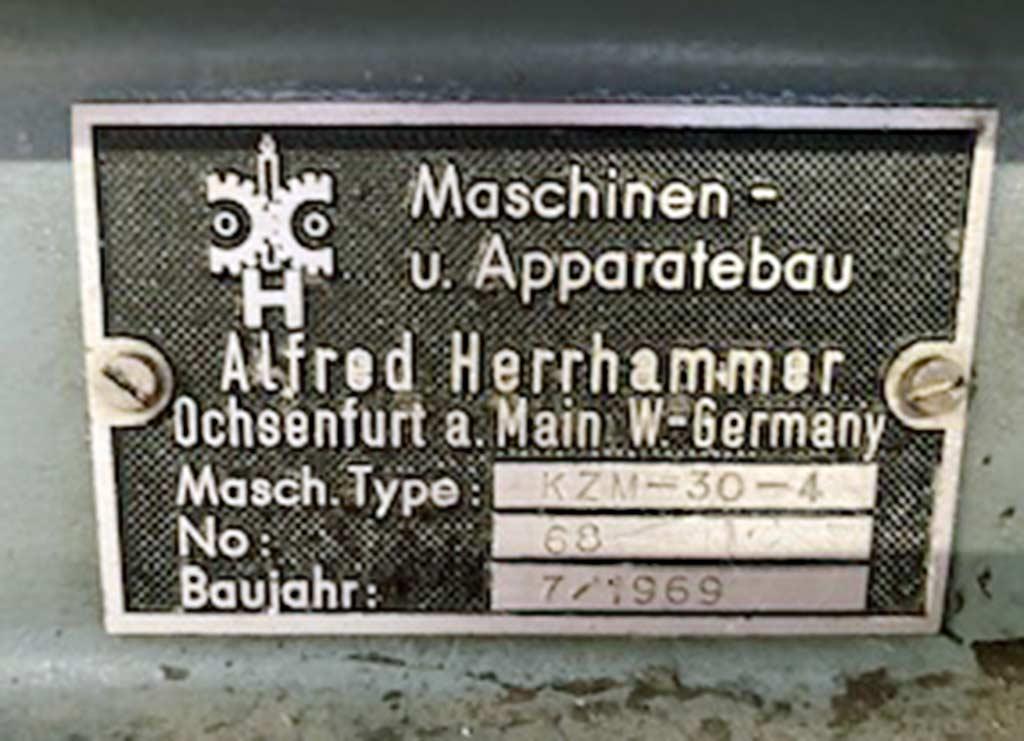 Maschinen -
u. Apparatebau
H
Alfred Herrhammer
Ochsenfurt a. Main W.-Germany
Masch. Type: KZM-30-4
No: 68
Baujahr: 7/1969